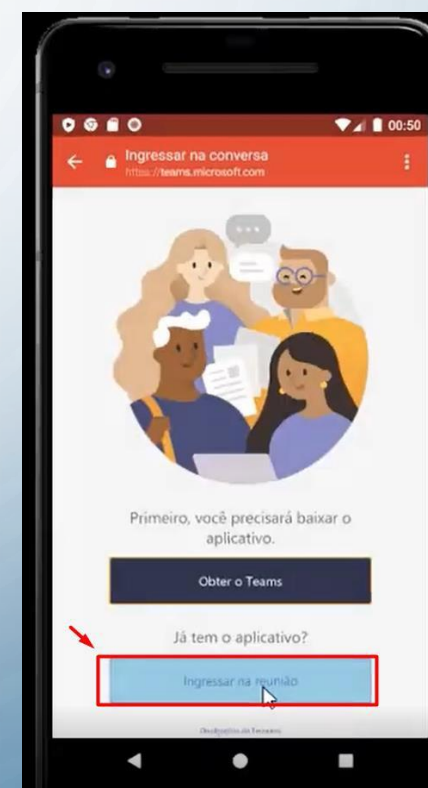 00:50
Ingressar na conversa
https://teams.microsoft.com
Primeiro, você precisará baixar o
aplicativo.
Obter o Teams
Já tem o aplicativo?
Ingressar na reunião